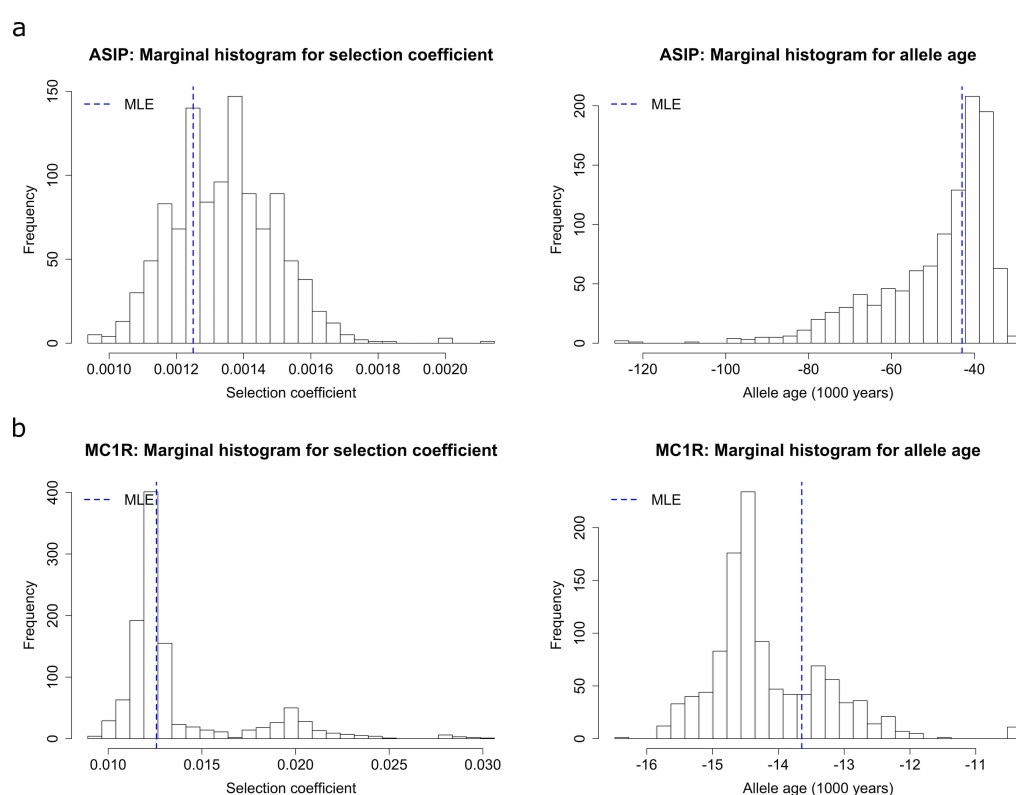 a
ASIP: Marginal histogram for selection coefficient
MLE
Frequency
0 50 100 150
0.0010 0.0012 0.0014 0.0016 0.0018 0.0020
Selection coefficient
ASIP: Marginal histogram for allele age
MLE
Frequency
0 50 100 150 200
-120 -100 -80 -60 -40
Allele age (1000 years)
b
MC1R: Marginal histogram for selection coefficient
MLE
Frequency
0 100 200 300 400
0.010 0.015 0.020 0.025 0.030
Selection coefficient
MC1R: Marginal histogram for allele age
MLE
Frequency
0 50 100 150 200
-16 -15 -14 -13 -12 -11
Allele age (1000 years)